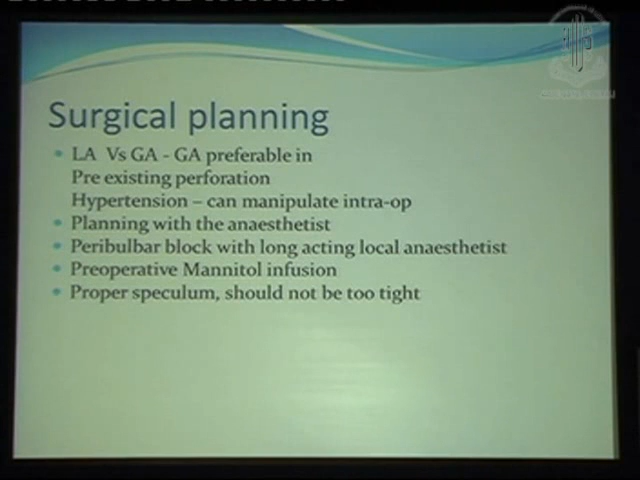 Surgical planning
LA Vs GA - GA preferable in
Pre existing perforation
Hypertension – can manipulate intra-op
Planning with the anaesthetist
Peribulbar block with long acting local anaesthetist
Preoperative Mannitol infusion
Proper speculum, should not be too tight